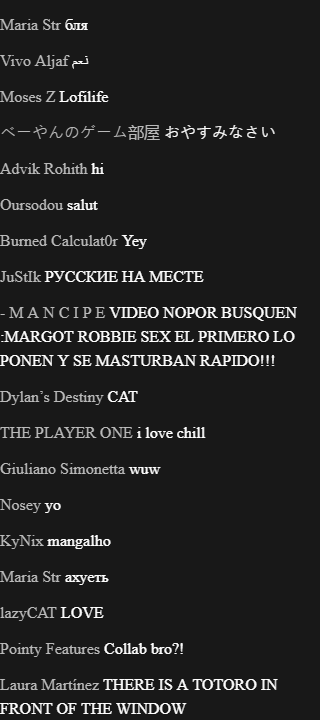 Maria Str бля
Vivo Aljaf نعم
Moses Z Lofilife
べーやんのゲーム部屋 おやすみなさい
Advik Rohith hi
Oursodou salut
Burned Calculat0r Yey
JuStIk РУССКИЕ НА МЕСТЕ
- M A N C I P E VIDEO NOPOR BUSQUEN
:MARGOT ROBBIE SEX EL PRIMERO LO
PONEN Y SE MASTURBAN RAPIDO!!!
Dylan’s Destiny CAT
THE PLAYER ONE i love chill
Giuliano Simonetta wuw
Nosey yo
KyNix mangalho
Maria Str ахуеть
lazyCAT LOVE
Pointy Features Collab bro?!
Laura Martínez THERE IS A TOTORO IN
FRONT OF THE WINDOW